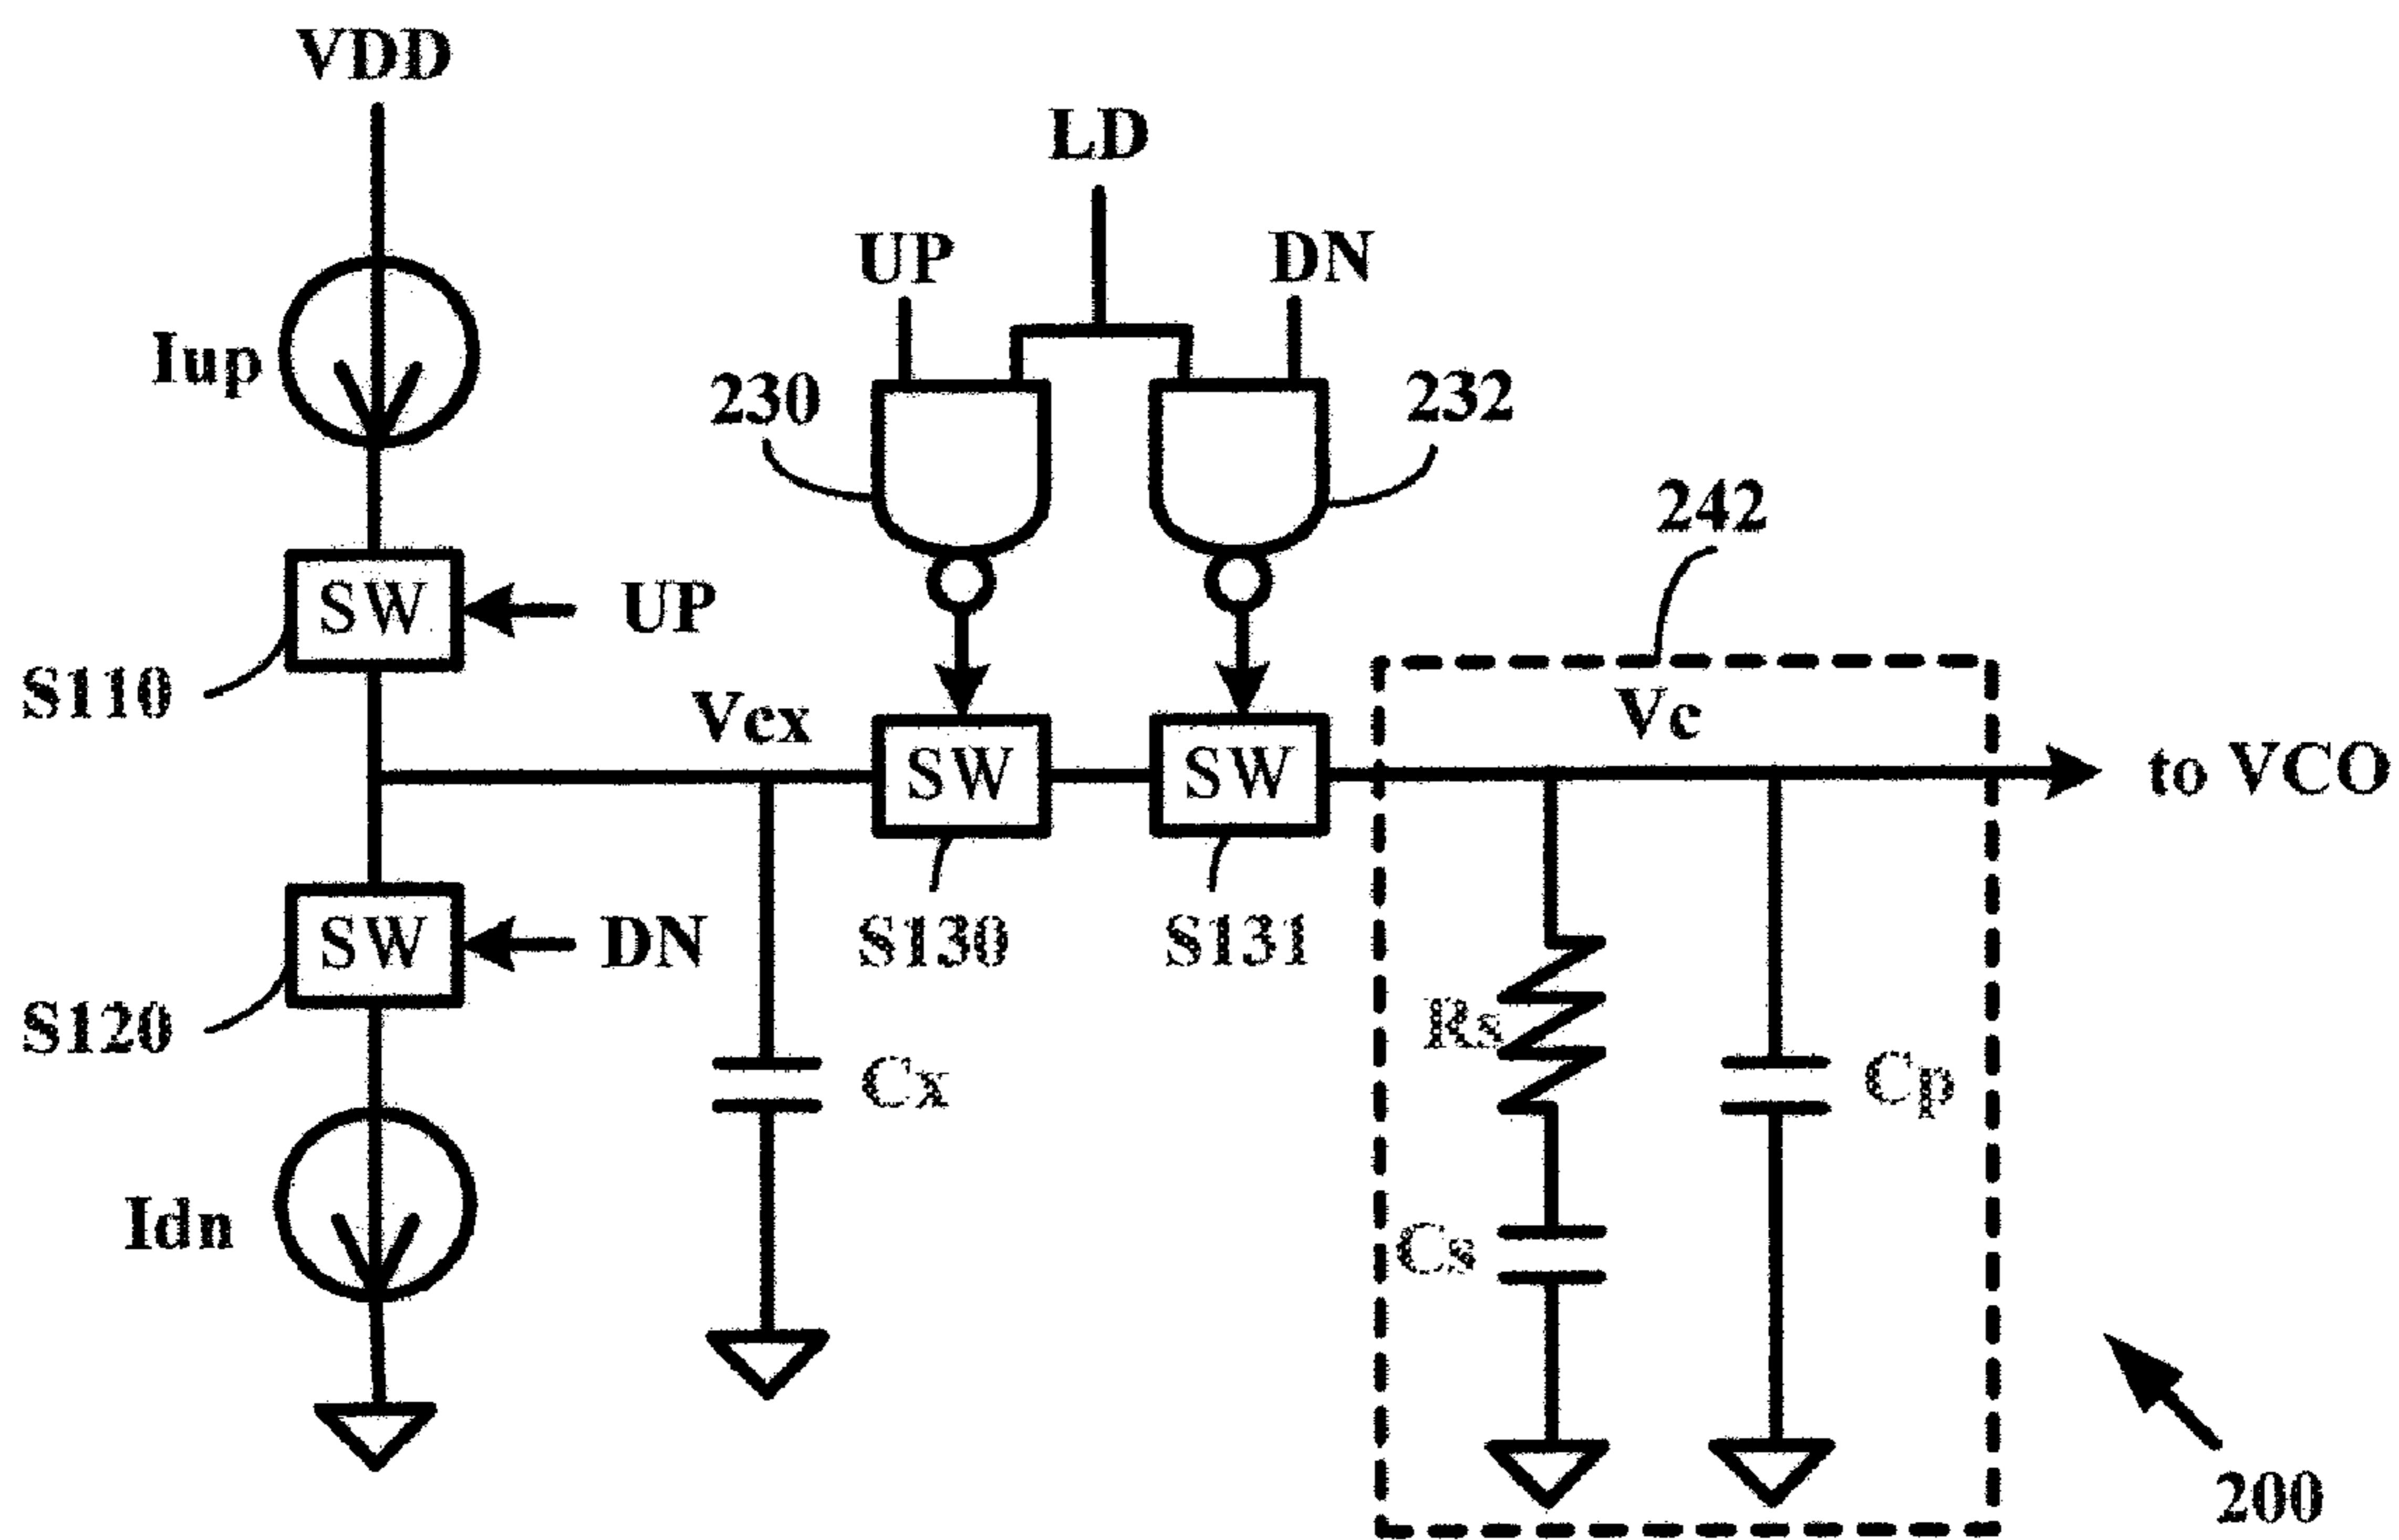 VDD
LD
UP
DN
Iup
230
232
242
SW
UP
S110
Vcx
SW
SW
Vc
to VCO
SW
DN
S130
S131
S120
Rs
Cx
Cp
Idn
Cs
200